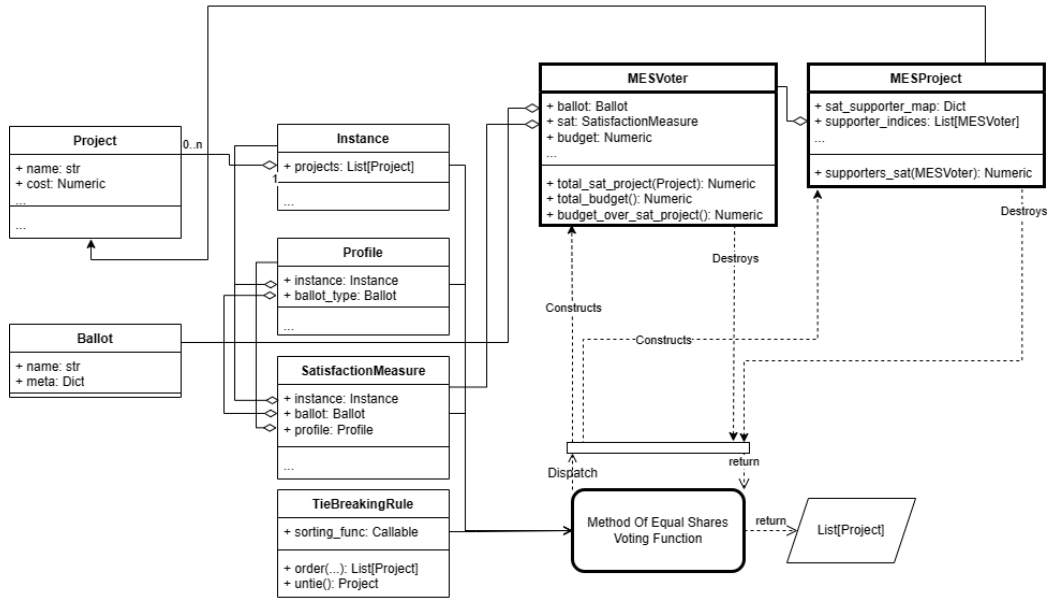 Project
+ name: str
+ cost: Numeric
...
...
0..n
Instance
+ projects: List[Project]
1
...
Profile
+ instance: Instance
+ ballot_type: Ballot
...
Ballot
+ name: str
+ meta: Dict
SatisfactionMeasure
+ instance: Instance
+ ballot: Ballot
+ profile: Profile
...
TieBreakingRule
+ sorting_func: Callable
+ order(...): List[Project]
+ untie(): Project
MESVoter
+ ballot: Ballot
+ sat: SatisfactionMeasure
+ budget: Numeric
...
+ total_sat_project(Project): Numeric
+ total_budget(): Numeric
+ budget_over_sat_project(): Numeric
MESProject
+ sat_supporter_map: Dict
+ supporter_indices: List[MESVoter]
...
+ supporters_sat(MESVoter): Numeric
Destroys
Destroys
Constructs
Constructs
Dispatch
return
Method Of Equal Shares
Voting Function
return
List[Project]